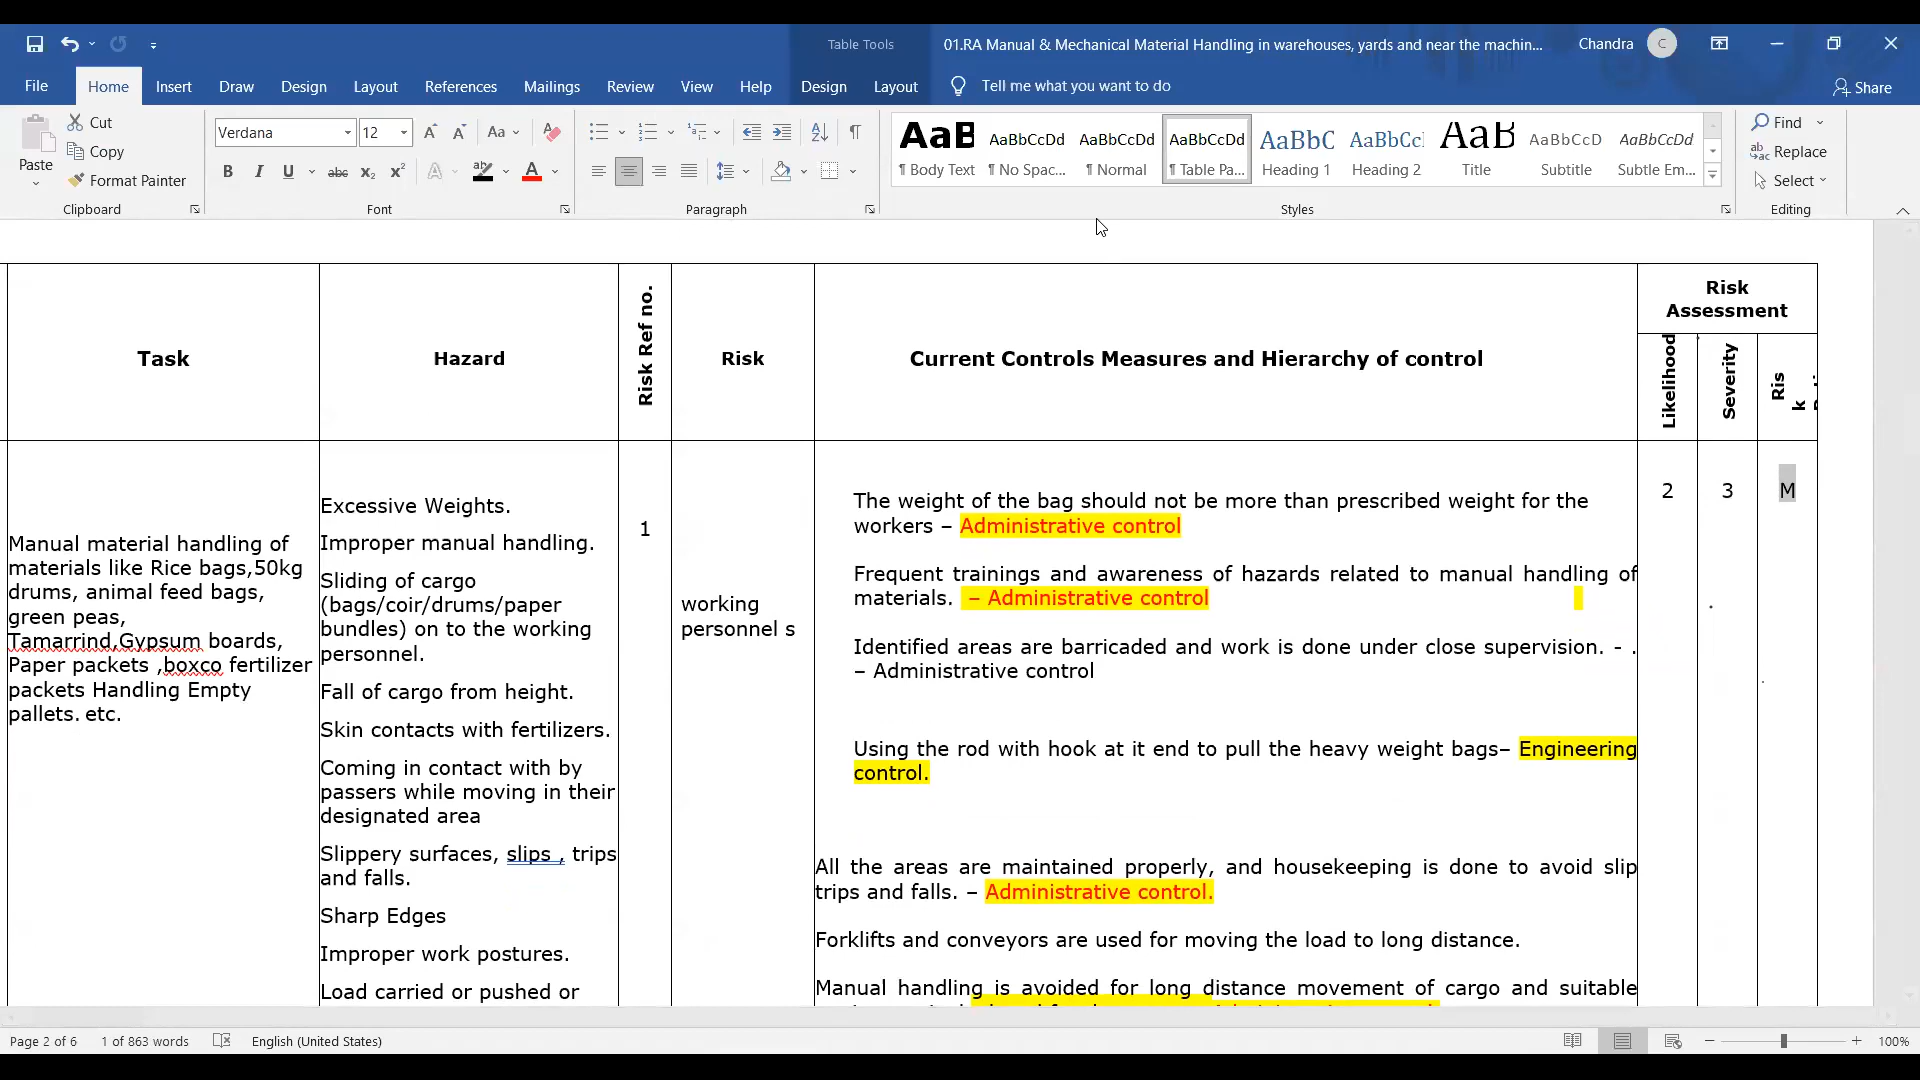 Table Tools
01.RA Manual & Mechanical Material Handling in warehouses, yards and near the machin...
Chandra
C
File
Home
Insert
Draw
Design
Layout
References
Mailings
Review
View
Help
Design
Layout
Tell me what you want to do
Share
Paste
Cut
Copy
Format Painter
Clipboard
Verdana
12
Font
Paragraph
AaB
¶ Body Text
AaBbCcDd
¶ No Spac...
AaBbCcDd
¶ Normal
AaBbCcDd
¶ Table Pa...
AaBbC
Heading 1
AaBbCc
Heading 2
AaB
Title
AaBbCcD
Subtitle
AaBbCcDd
Subtle Em...
Styles
Find
Replace
Select
Editing
Task
Hazard
Risk Ref no.
Risk
Current Controls Measures and Hierarchy of control
Risk
Assessment
Likelihood
Severity
Ris
k
Manual material handling of
materials like Rice bags,50kg
drums, animal feed bags,
green peas,
Tamarrind,Gypsum boards,
Paper packets ,boxco fertilizer
packets Handling Empty
pallets. etc.
Excessive Weights.
Improper manual handling.
Sliding of cargo
(bags/coir/drums/paper
bundles) on to the working
personnel.
Fall of cargo from height.
Skin contacts with fertilizers.
Coming in contact with by
passers while moving in their
designated area
Slippery surfaces, slips , trips
and falls.
Sharp Edges
Improper work postures.
Load carried or pushed or
1
working
personnel s
The weight of the bag should not be more than prescribed weight for the
workers – Administrative control
Frequent trainings and awareness of hazards related to manual handling of
materials. – Administrative control
Identified areas are barricaded and work is done under close supervision. - .
– Administrative control
Using the rod with hook at it end to pull the heavy weight bags– Engineering
control.
All the areas are maintained properly, and housekeeping is done to avoid slip
trips and falls. – Administrative control.
Forklifts and conveyors are used for moving the load to long distance.
Manual handling is avoided for long distance movement of cargo and suitable
2
3
M
Page 2 of 6
1 of 863 words
English (United States)
100%